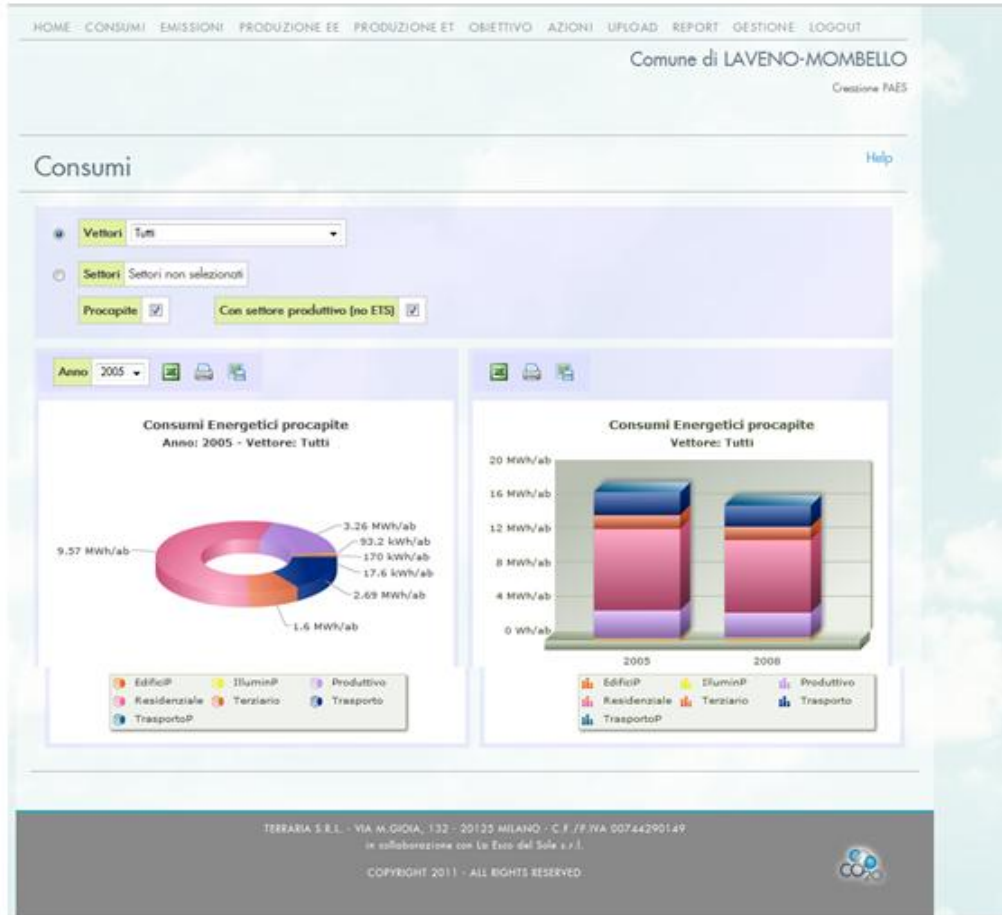 HOME CONSUMI EMISSIONI PRODUZIONE EE PRODUZIONE ET OBIETTIVO AZIONI UPLOAD REPORT GESTIONE LOGOUT
Comune di LAVENO-MOMBELLO
Creazione PAES
Consumi
Help
Vettori Tutti
Settori Settori non selezionati
Procapite Con settore produttivo (no ETS)
Anno 2005
Consumi Energetici procapite
Anno: 2005 - Vettore: Tutti
3.26 MWh/ab
93.2 kWh/ab
9.57 MWh/ab
170 kWh/ab
17.6 kWh/ab
2.69 MWh/ab
1.6 MWh/ab
EdificiP IlluminP Produttivo
Residenziale Terziario Trasporto
TrasportoP
Consumi Energetici procapite
Vettore: Tutti
20 MWh/ab
16 MWh/ab
12 MWh/ab
8 MWh/ab
4 MWh/ab
0 Wh/ab
2005 2008
EdificiP IlluminP Produttivo
Residenziale Terziario Trasporto
TrasportoP
TERRARIA S.R.L. - VIA M.GIOIA, 132 - 20125 MILANO - C.F./P.IVA 00744290149
in collaborazione con La Esco del Sole s.r.l.
COPYRIGHT 2011 - ALL RIGHTS RESERVED